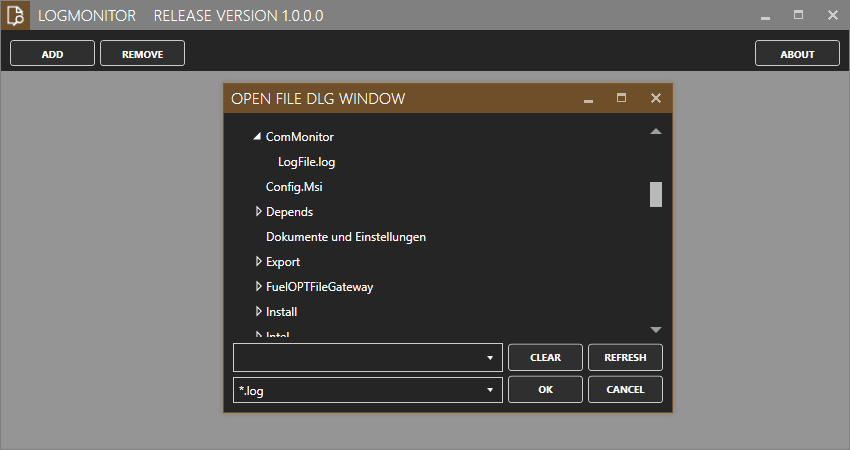 LOGMONITOR RELEASE VERSION 1.0.0.0
ADD REMOVE ABOUT
OPEN FILE DLG WINDOW
ComMonitor
LogFile.log
Config.Msi
Depends
Dokumente und Einstellungen
Export
FuelOPTFileGateway
Install
Intel
CLEAR REFRESH
*.log OK CANCEL